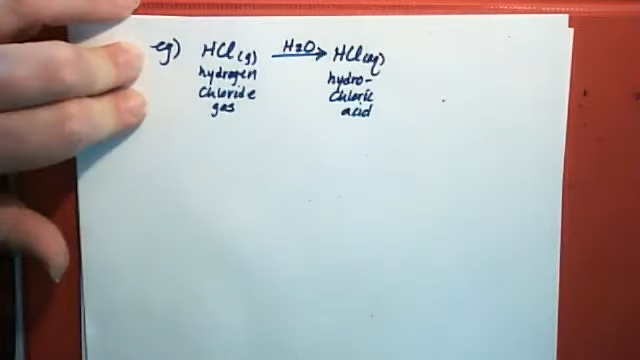 eg) HCl(g) H2O → HCl(aq)
hydrogen hydro-
chloride chloric
gas acid